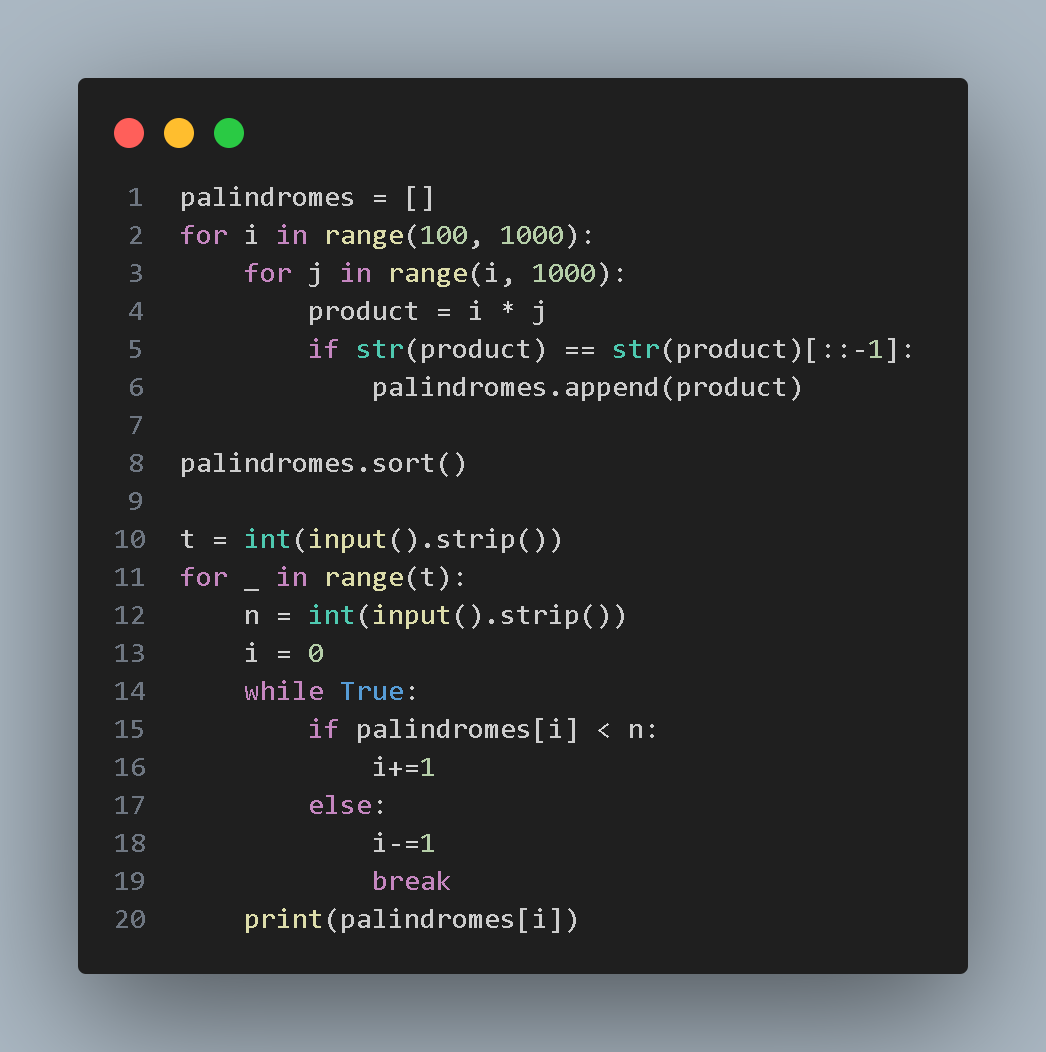 1 palindromes = []
2 for i in range(100, 1000):
3     for j in range(i, 1000):
4         product = i * j
5         if str(product) == str(product)[::-1]:
6             palindromes.append(product)
7
8 palindromes.sort()
9
10 t = int(input().strip())
11 for _ in range(t):
12     n = int(input().strip())
13     i = 0
14     while True:
15         if palindromes[i] < n:
16             i+=1
17         else:
18             i-=1
19             break
20     print(palindromes[i])